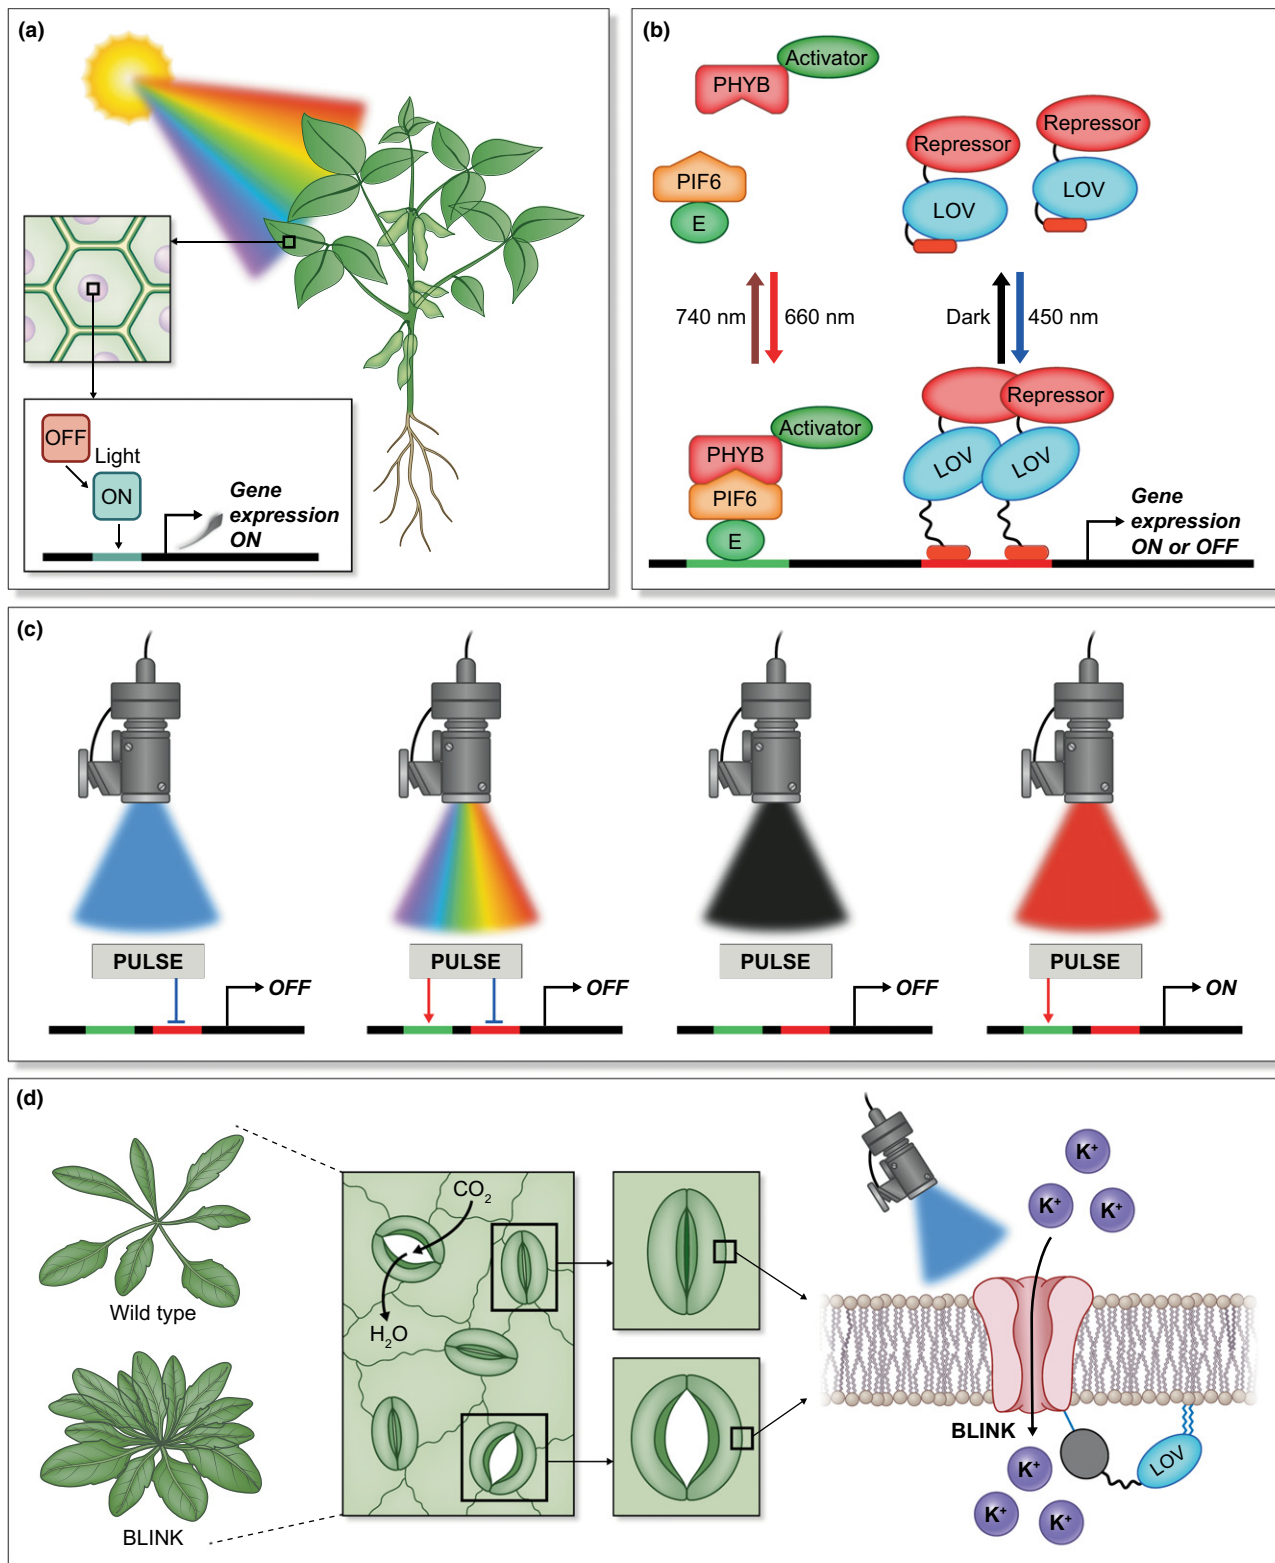 (a)
OFF
Light
ON
Gene
expression
ON
(b)
Activator
PHYB
PIF6
E
Repressor
LOV
Repressor
LOV
740 nm
660 nm
Dark
450 nm
Activator
PHYB
PIF6
E
Repressor
LOV
LOV
Gene
expression
ON or OFF
(c)
PULSE
OFF
PULSE
OFF
PULSE
OFF
PULSE
ON
(d)
Wild type
BLINK
CO₂
H₂O
K⁺
K⁺
K⁺
BLINK
LOV
K⁺
K⁺
K⁺